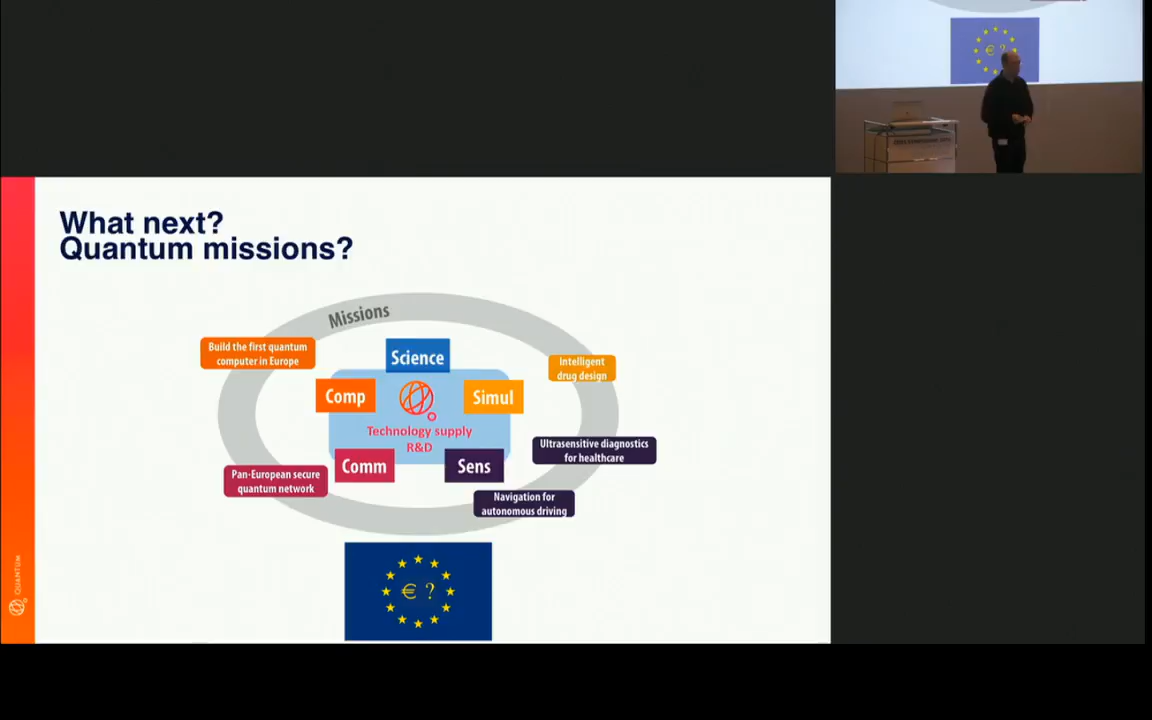 What next?
Quantum missions?
Missions
Build the first quantum
computer in Europe
Science
Intelligent
drug design
Comp
Simul
Technology supply
R&D
Ultrasensitive diagnostics
for healthcare
Comm
Sens
Pan-European secure
quantum network
Navigation for
autonomous driving
€ ?
QUANTUM
€ ?